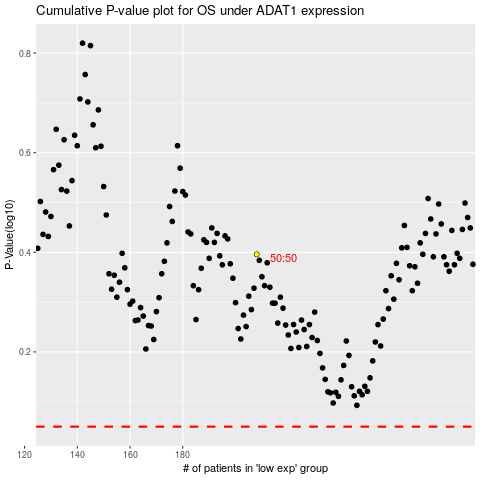 Cumulative P-value plot for OS under ADAT1 expression
P-Value(log10)
0.8
0.6
0.4
0.2
50:50
120 140 160 180
# of patients in 'low exp' group